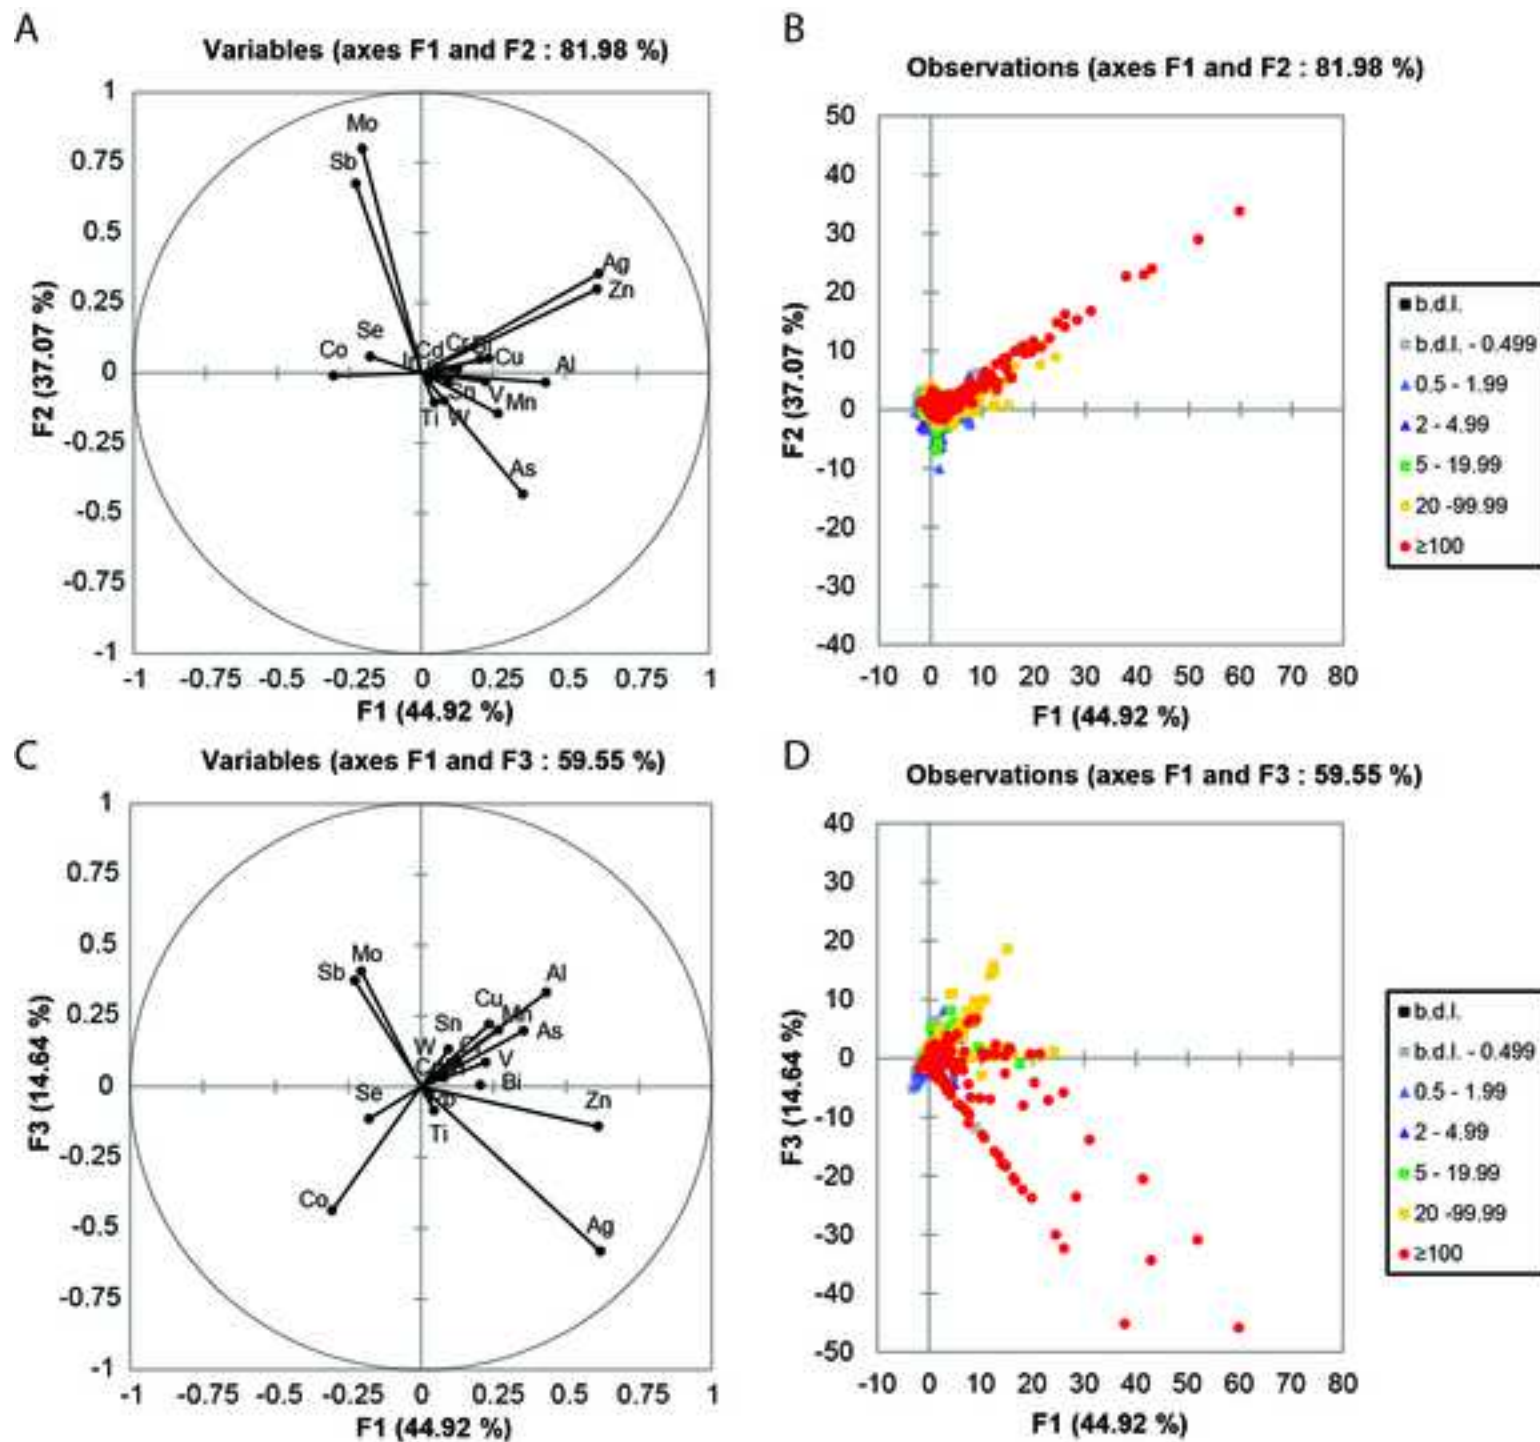 A
Variables (axes F1 and F2 : 81.98 %)
1
0.75
0.5
0.25
0
-0.25
-0.5
-0.75
-1
F2 (37.07 %)
Mo
Sb
Ag
Zn
Se
Co
Cd
Cr
Cu
Al
Sn
V
Mn
Ti
W
As
-1 -0.75 -0.5 -0.25 0 0.25 0.5 0.75 1
F1 (44.92 %)
B
Observations (axes F1 and F2 : 81.98 %)
50
40
30
20
10
0
-10
-20
-30
-40
F2 (37.07 %)
-10 0 10 20 30 40 50 60 70 80
F1 (44.92 %)
b.d.l.
b.d.l. - 0.499
0.5 - 1.99
2 - 4.99
5 - 19.99
20 -99.99
≥100
C
Variables (axes F1 and F3 : 59.55 %)
1
0.75
0.5
0.25
0
-0.25
-0.5
-0.75
-1
F3 (14.64 %)
Mo
Sb
Al
Cu
Mn
Sn
As
W
V
Bi
Se
Zn
Ti
Co
Ag
-1 -0.75 -0.5 -0.25 0 0.25 0.5 0.75 1
F1 (44.92 %)
D
Observations (axes F1 and F3 : 59.55 %)
40
30
20
10
0
-10
-20
-30
-40
-50
F3 (14.64 %)
-10 0 10 20 30 40 50 60 70 80
F1 (44.92 %)
b.d.l.
b.d.l. - 0.499
0.5 - 1.99
2 - 4.99
5 - 19.99
20 -99.99
≥100